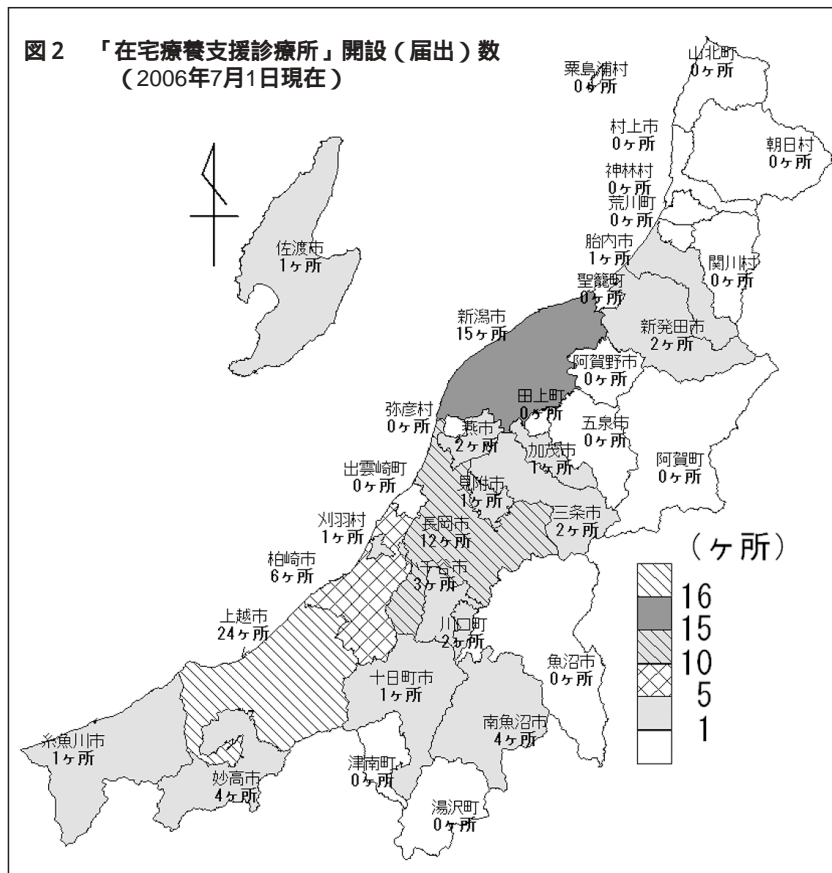 図2 「在宅療養支援診療所」開設（届出）数
（2006年7月1日現在）
山北町
0ヶ所
粟島浦村
0ヶ所
村上市
0ヶ所
朝日村
0ヶ所
神林村
0ヶ所
荒川町
0ヶ所
胎内市
1ヶ所
関川村
0ヶ所
聖籠町
0ヶ所
佐渡市
1ヶ所
新潟市
15ヶ所
新発田市
2ヶ所
阿賀野市
0ヶ所
田上町
0ヶ所
弥彦村
0ヶ所
燕市
2ヶ所
五泉市
0ヶ所
加茂市
1ヶ所
阿賀町
0ヶ所
出雲崎町
0ヶ所
見附市
1ヶ所
三条市
2ヶ所
刈羽村
1ヶ所
長岡市
12ヶ所
柏崎市
6ヶ所
小千谷市
3ヶ所
上越市
24ヶ所
川口町
2ヶ所
魚沼市
0ヶ所
十日町市
1ヶ所
南魚沼市
4ヶ所
糸魚川市
1ヶ所
妙高市
4ヶ所
津南町
0ヶ所
湯沢町
0ヶ所
（ヶ所）
16
15
10
5
1